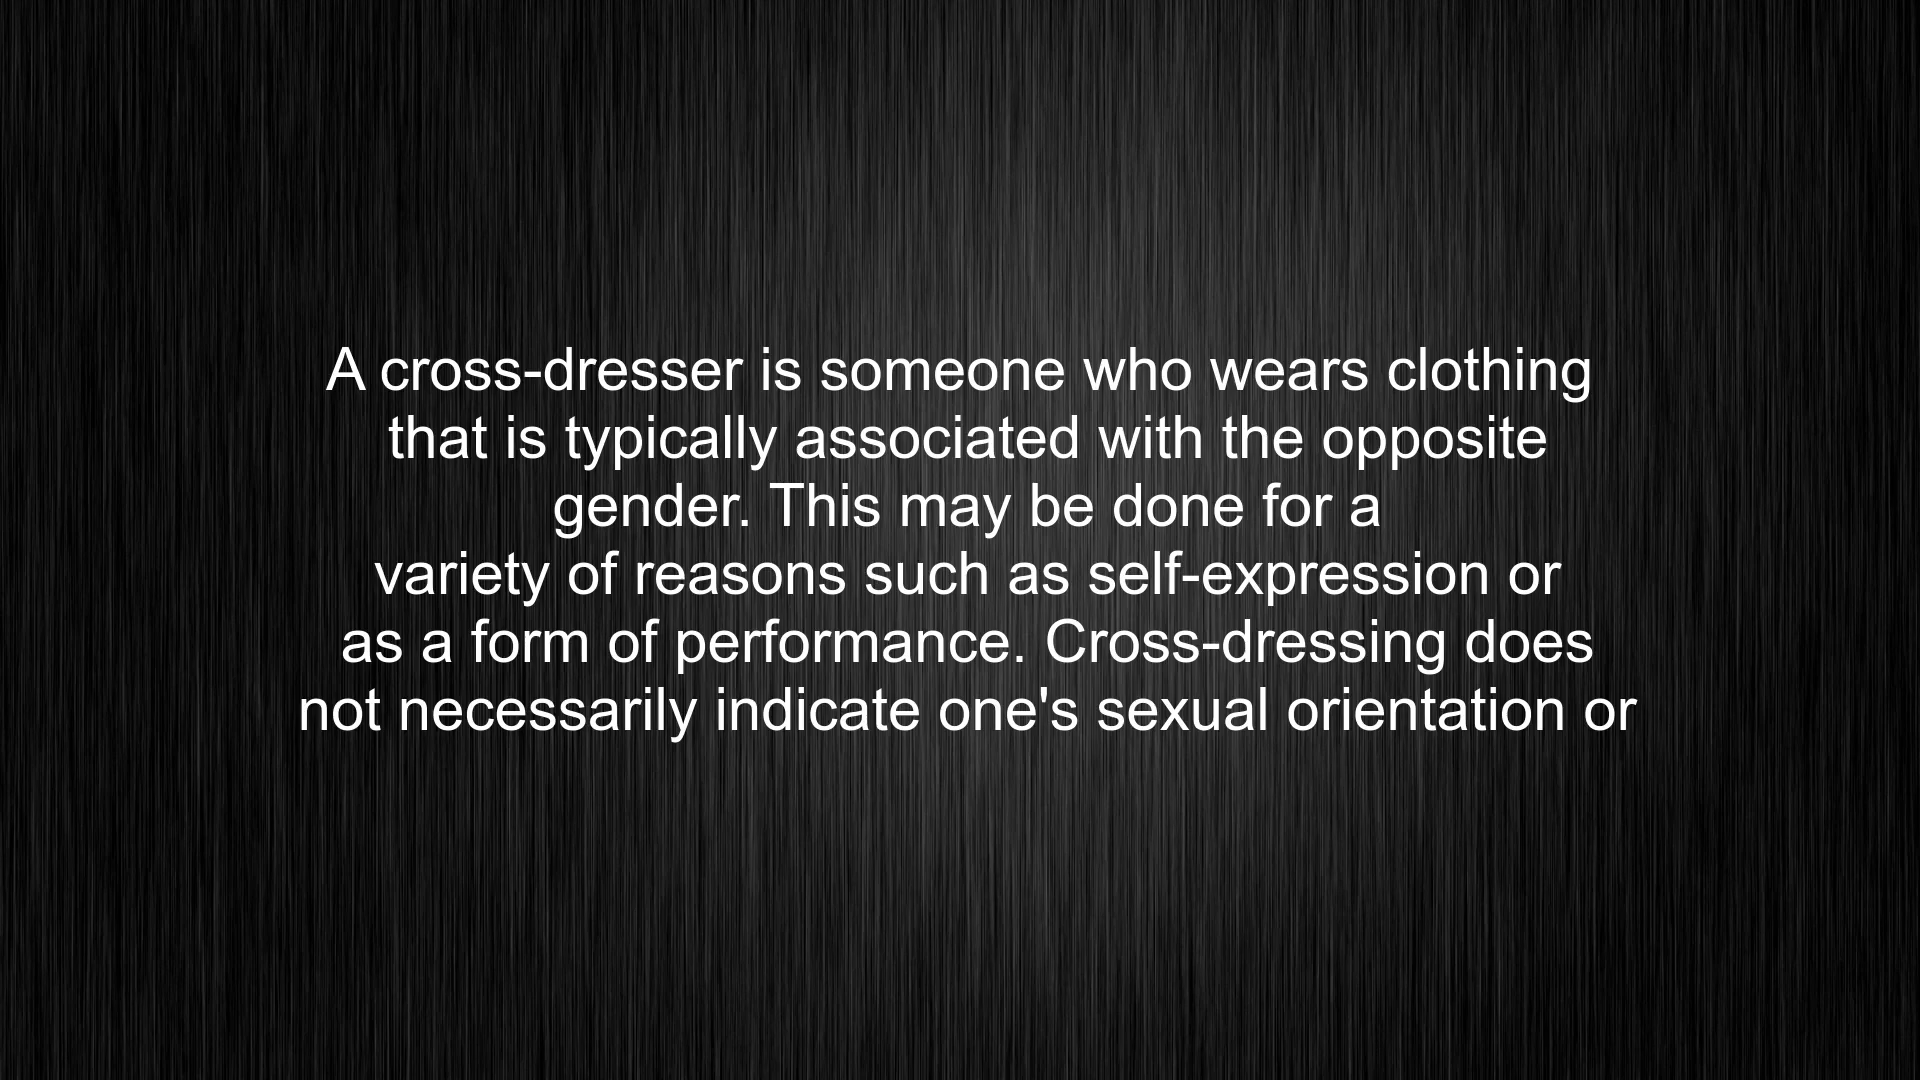 A cross-dresser is someone who wears clothing
that is typically associated with the opposite
gender. This may be done for a
variety of reasons such as self-expression or
as a form of performance. Cross-dressing does
not necessarily indicate one's sexual orientation or